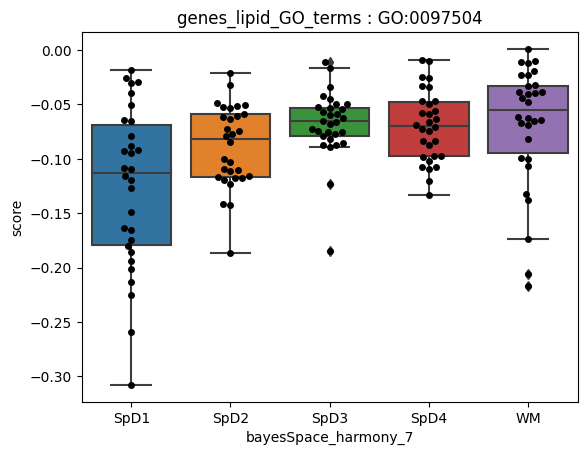 genes_lipid_GO_terms : GO:0097504
score
0.00
−0.05
−0.10
−0.15
−0.20
−0.25
−0.30
SpD1 SpD2 SpD3 SpD4 WM
bayesSpace_harmony_7